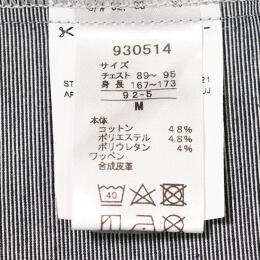 930514
サイズ
チェスト 89～ 95
身 長 167～173
92-5
M
本体
コットン 48%
ポリエステル 48%
ポリウレタン 4%
ワッペン
合成皮革
40